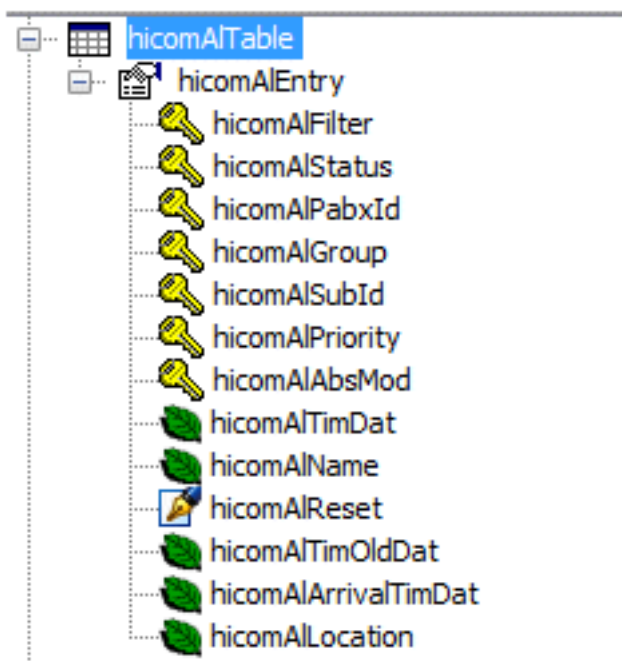 hicomAlTable
hicomAlEntry
hicomAlFilter
hicomAlStatus
hicomAlPabxId
hicomAlGroup
hicomAlSubId
hicomAlPriority
hicomAlAbsMod
hicomAlTimDat
hicomAlName
hicomAlReset
hicomAlTimOldDat
hicomAlArrivalTimDat
hicomAlLocation